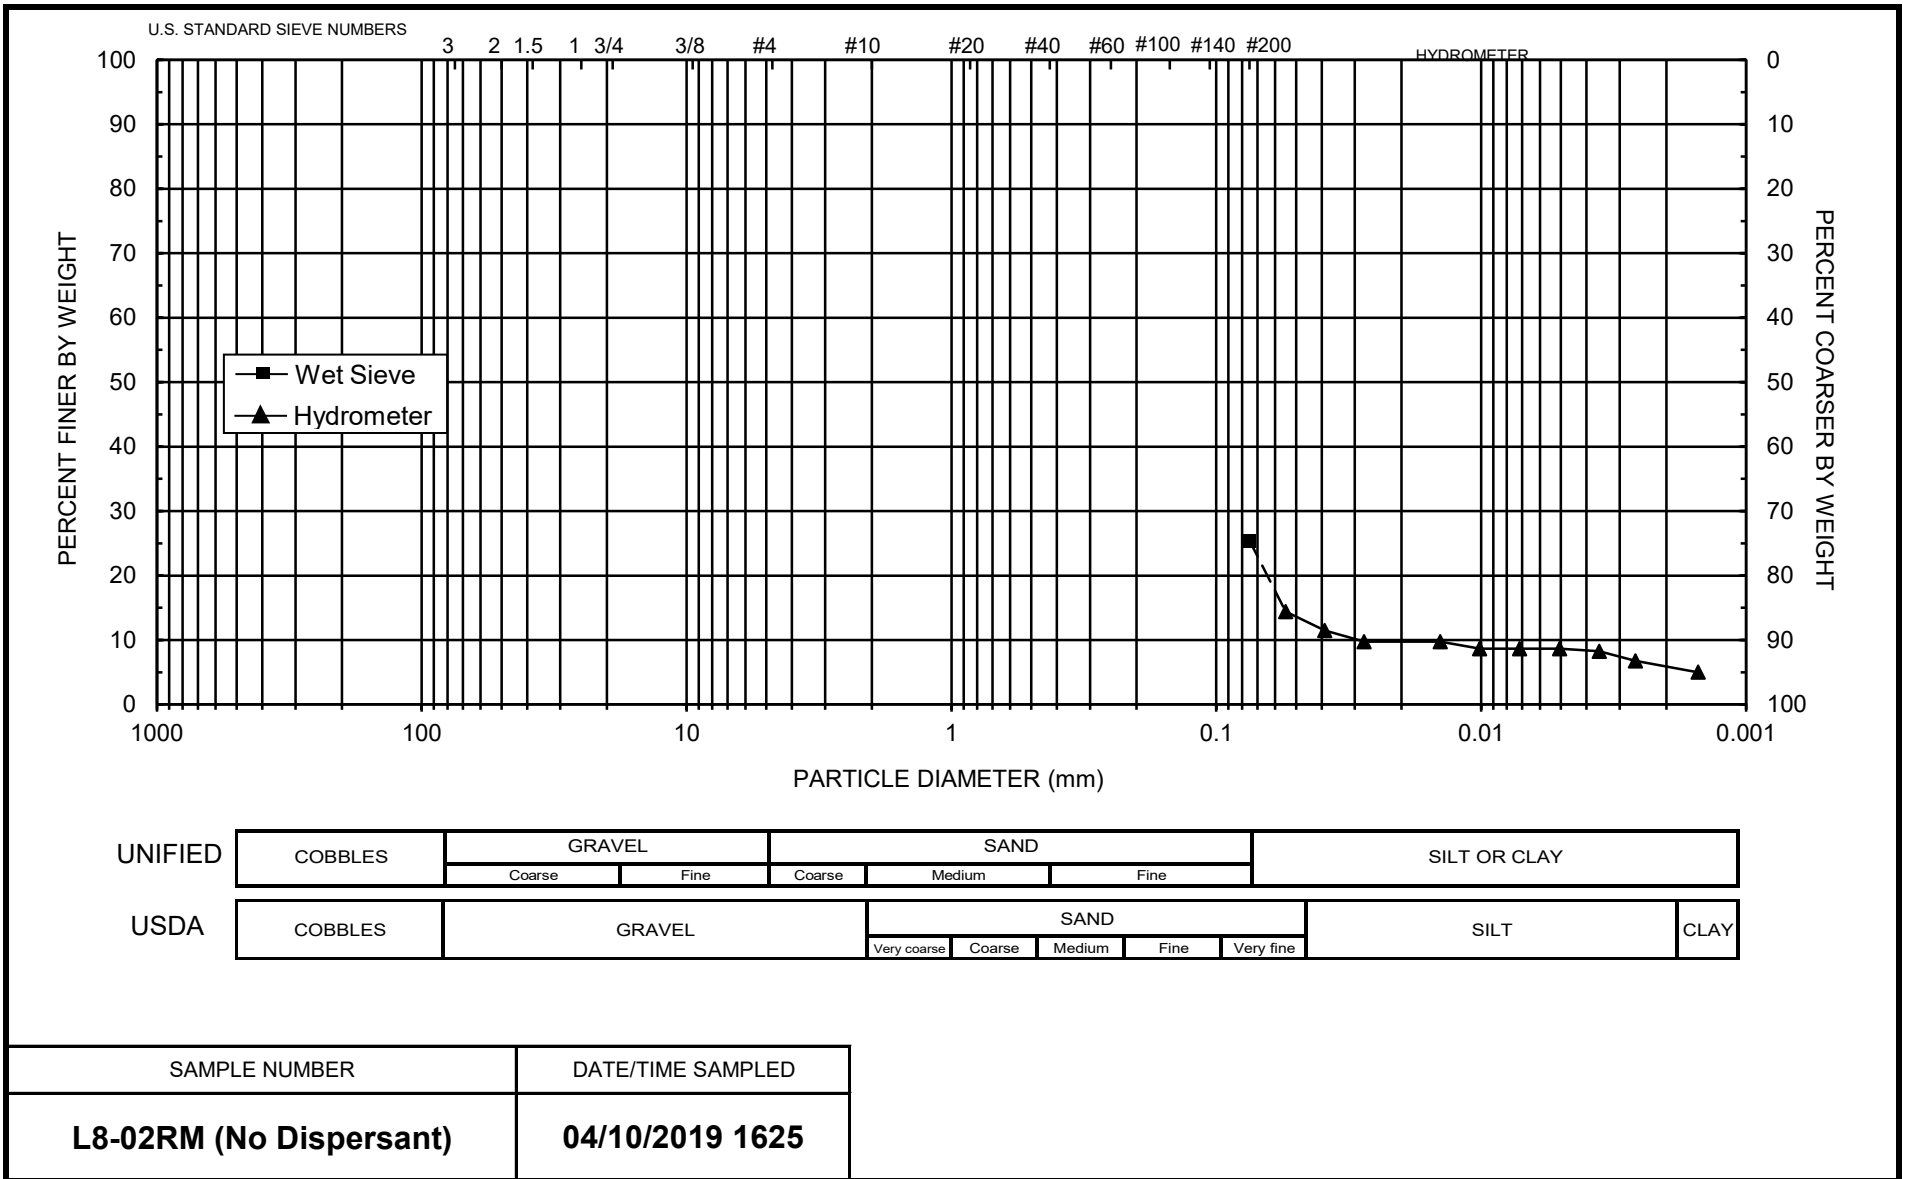 U.S. STANDARD SIEVE NUMBERS
3 2 1.5 1 3/4 3/8 #4 #10 #20 #40 #60 #100 #140 #200
HYDROMETER
100 0
90 10
80 20
70 30
60 40
50 50
40 60
30 70
20 80
10 90
0 100
PERCENT FINER BY WEIGHT
PERCENT COARSER BY WEIGHT
Wet Sieve
Hydrometer
1000 100 10 1 0.1 0.01 0.001
PARTICLE DIAMETER (mm)
UNIFIED COBBLES GRAVEL SAND SILT OR CLAY
Coarse Fine Coarse Medium Fine
USDA COBBLES GRAVEL SAND SILT CLAY
Very coarse Coarse Medium Fine Very fine
SAMPLE NUMBER DATE/TIME SAMPLED
L8-02RM (No Dispersant) 04/10/2019 1625